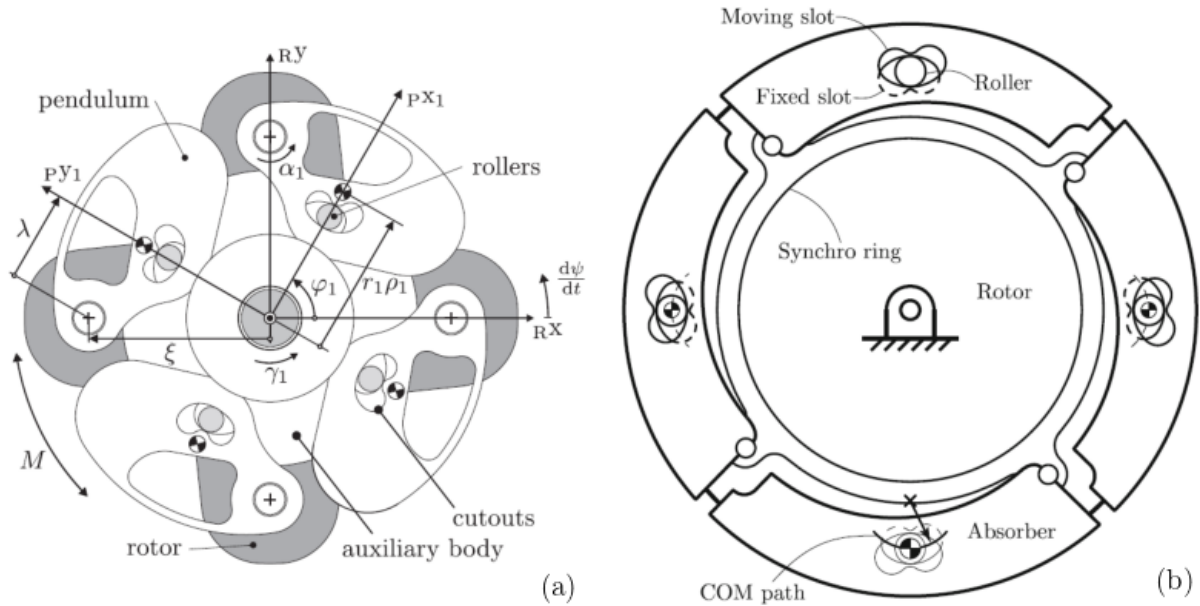 pendulum
Ry
Px₁
α₁
rollers
Py₁
λ
φ₁
r₁ρ₁
dψ
dt
Rx
ξ
γ₁
M
cutouts
auxiliary body
rotor
(a)
Moving slot
Roller
Fixed slot
Synchro ring
Rotor
Absorber
COM path
(b)